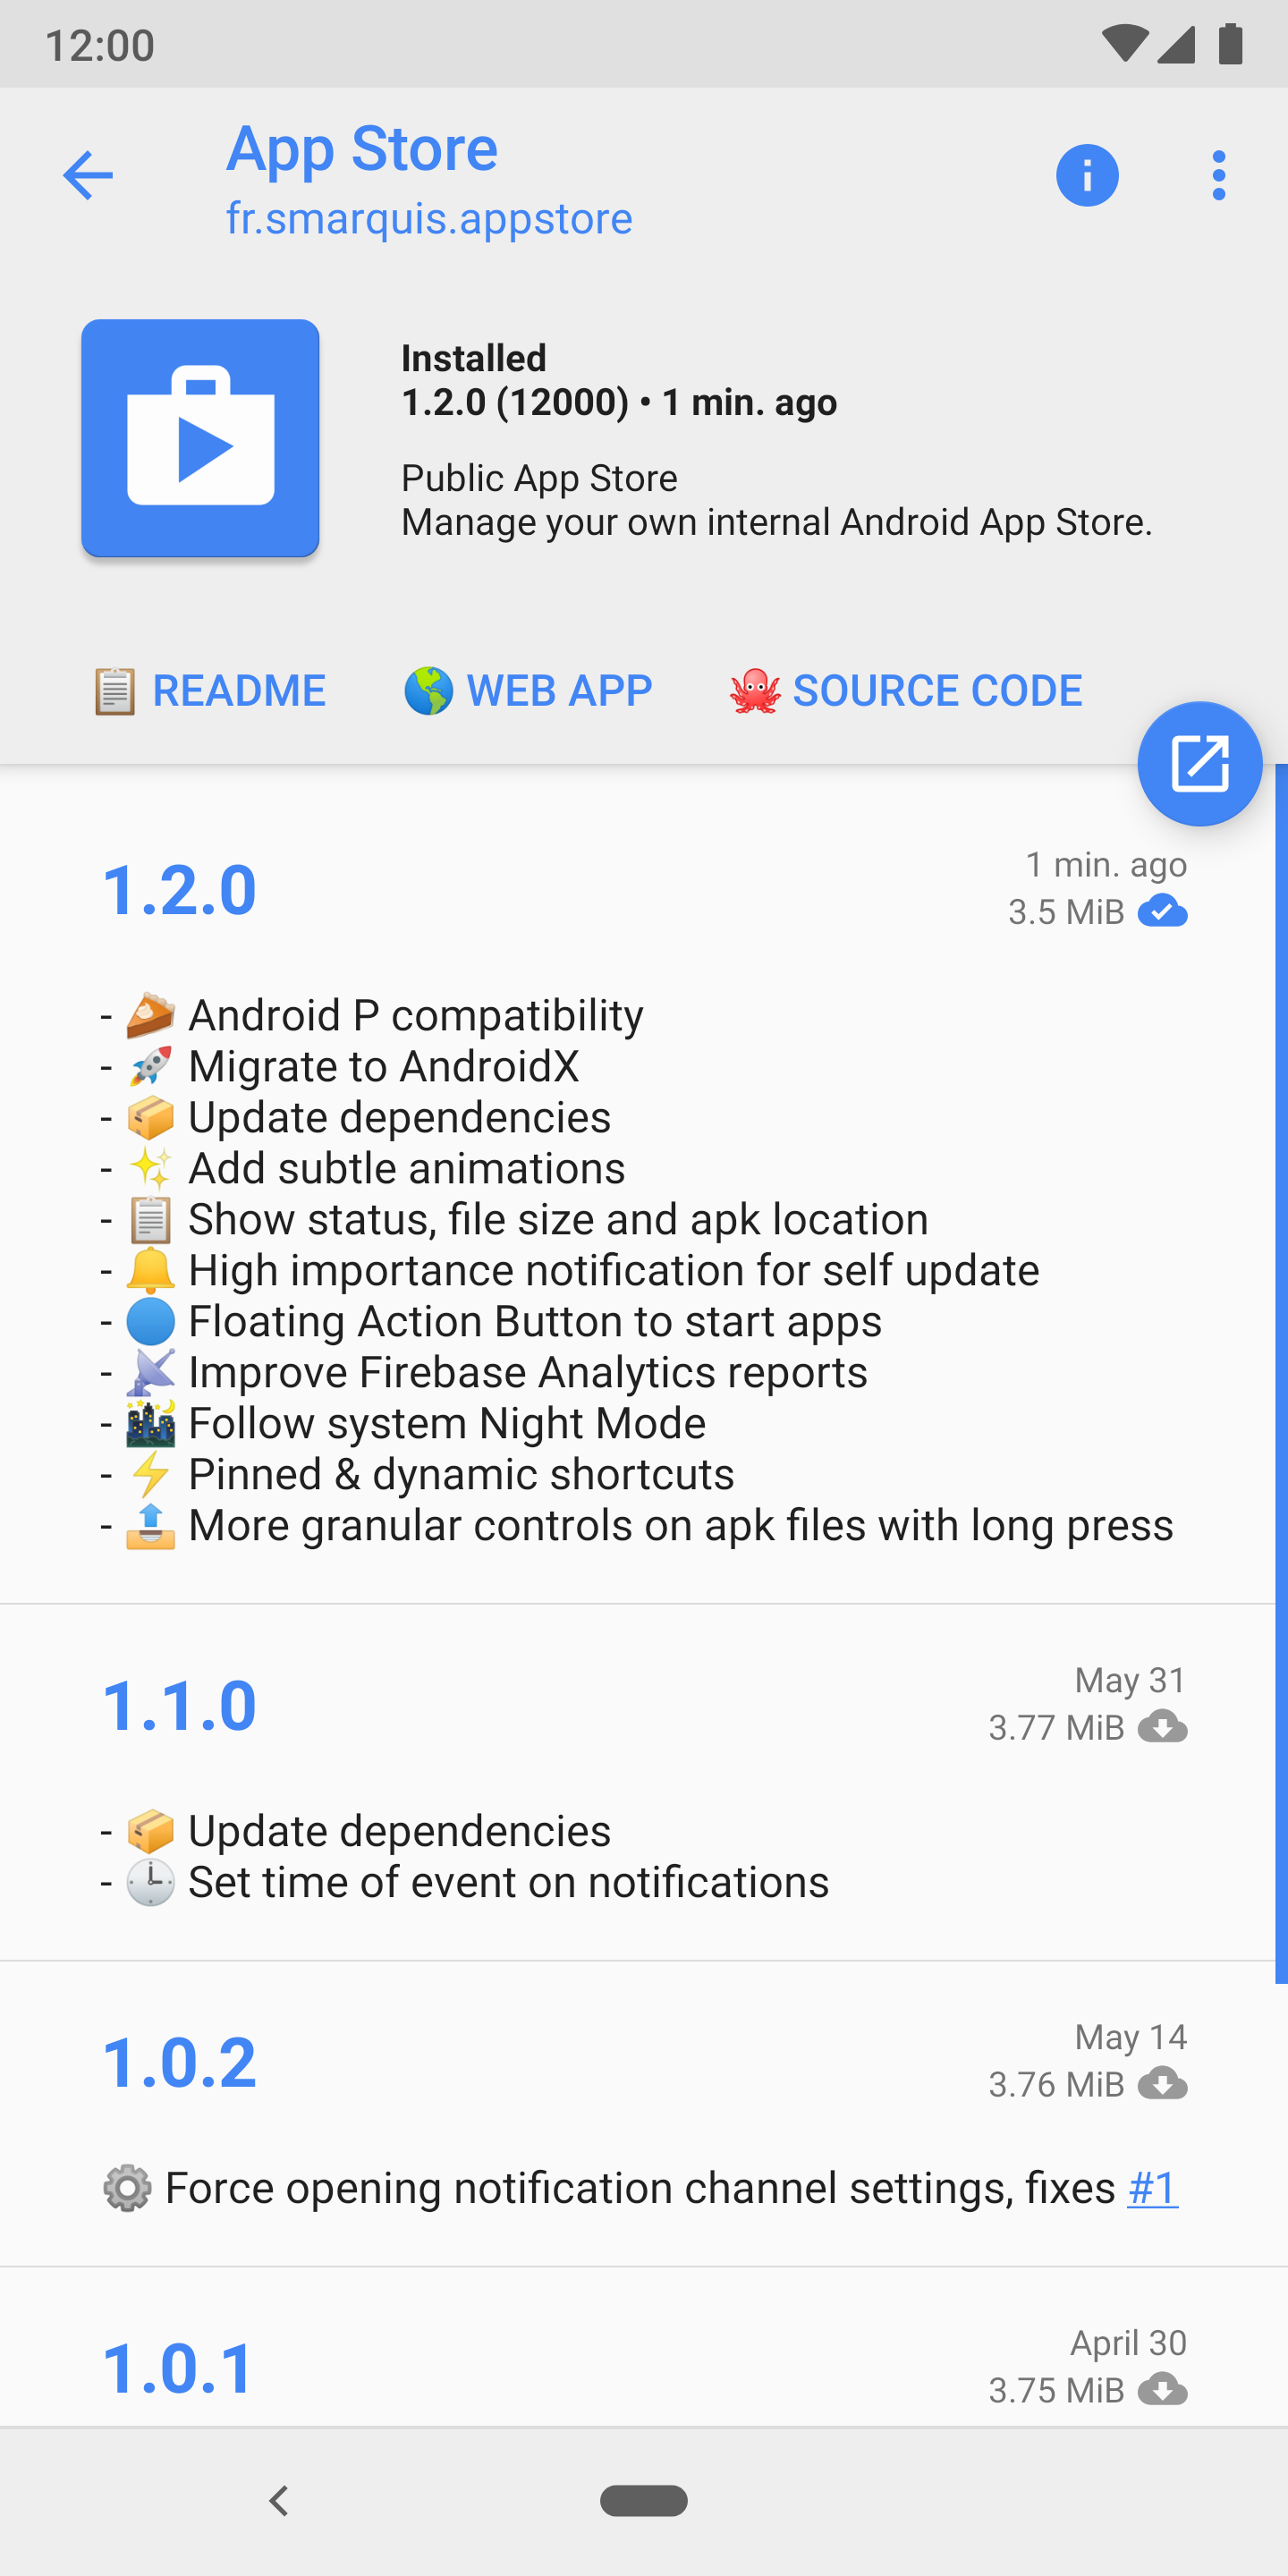 12:00
App Store
fr.smarquis.appstore
Installed
1.2.0 (12000) • 1 min. ago
Public App Store
Manage your own internal Android App Store.
📋 README 🌎 WEB APP 🐙 SOURCE CODE
1.2.0
1 min. ago
3.5 MiB
- 🥧 Android P compatibility
- 🚀 Migrate to AndroidX
- 📦 Update dependencies
- ✨ Add subtle animations
- 📋 Show status, file size and apk location
- 🔔 High importance notification for self update
- 🔵 Floating Action Button to start apps
- 📡 Improve Firebase Analytics reports
- 🌃 Follow system Night Mode
- ⚡ Pinned & dynamic shortcuts
- 📤 More granular controls on apk files with long press
1.1.0
May 31
3.77 MiB
- 📦 Update dependencies
- 🕒 Set time of event on notifications
1.0.2
May 14
3.76 MiB
⚙️ Force opening notification channel settings, fixes #1
1.0.1
April 30
3.75 MiB